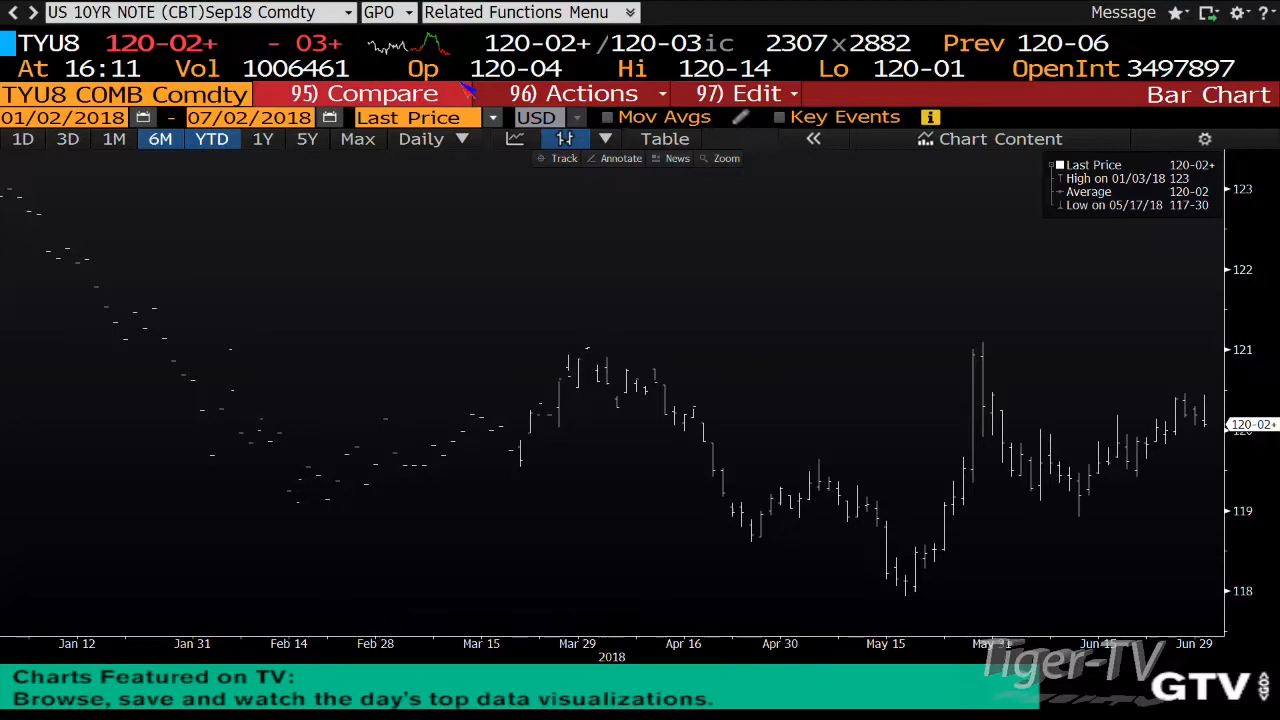 US 10YR NOTE (CBT)Sep18 Comdty GPO Related Functions Menu Message
TYU8 120-02+ - 03+ 120-02+/120-03ic 2307x2882 Prev 120-06
At 16:11 Vol 1006461 Op 120-04 Hi 120-14 Lo 120-01 OpenInt 3497897
TYU8 COMB Comdty 95) Compare 96) Actions 97) Edit Bar Chart
01/02/2018 - 07/02/2018 Last Price USD Mov Avgs Key Events
1D 3D 1M 6M YTD 1Y 5Y Max Daily Table Chart Content
Track Annotate News Zoom
Last Price 120-02+
High on 01/03/18 123
Average 120-02
Low on 05/17/18 117-30
123
122
121
120-02+
120
119
118
Jan 12 Jan 31 Feb 14 Feb 28 Mar 15 Mar 29 Apr 16 Apr 30 May 15 May 31 Jun 15 Jun 29
2018
Tiger-TV
Charts Featured on TV:
Browse, save and watch the day's top data visualizations.
GTV